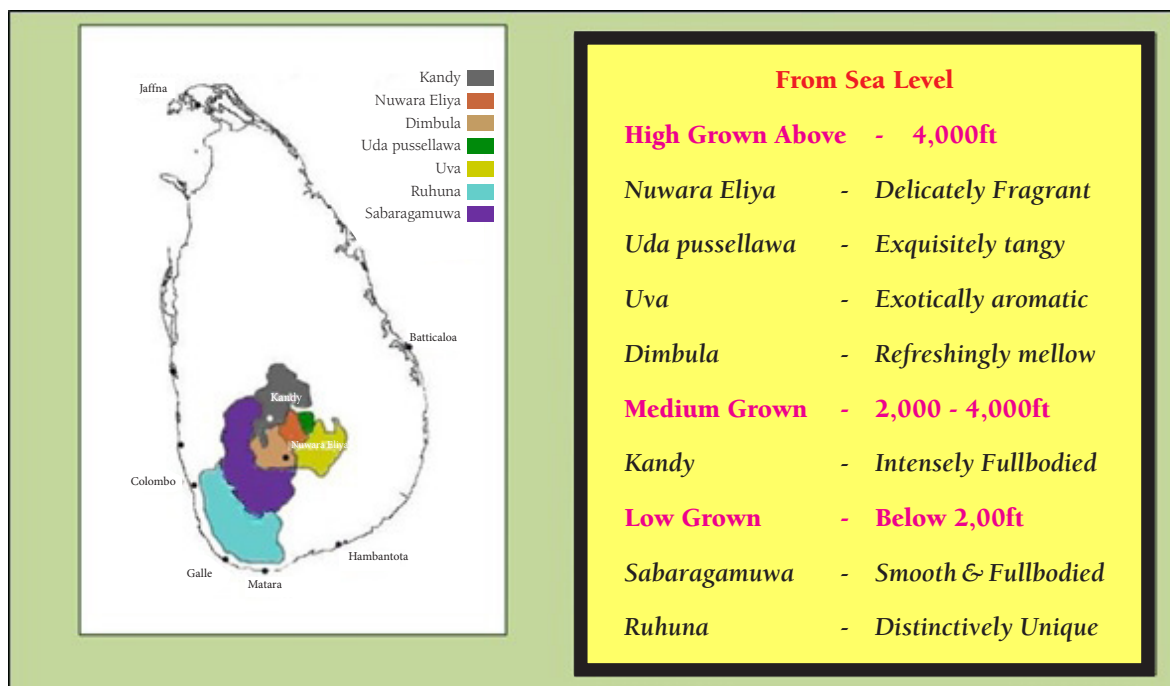 Jaffna
Kandy
Nuwara Eliya
Dimbula
Uda pussellawa
Uva
Ruhuna
Sabaragamuwa
Batticaloa
Kandy
Nuwara Eliya
Colombo
Hambantota
Galle
Matara
From Sea Level
High Grown Above - 4,000ft
Nuwara Eliya - Delicately Fragrant
Uda pussellawa - Exquisitely tangy
Uva - Exotically aromatic
Dimbula - Refreshingly mellow
Medium Grown - 2,000 - 4,000ft
Kandy - Intensely Fullbodied
Low Grown - Below 2,00ft
Sabaragamuwa - Smooth & Fullbodied
Ruhuna - Distinctively Unique